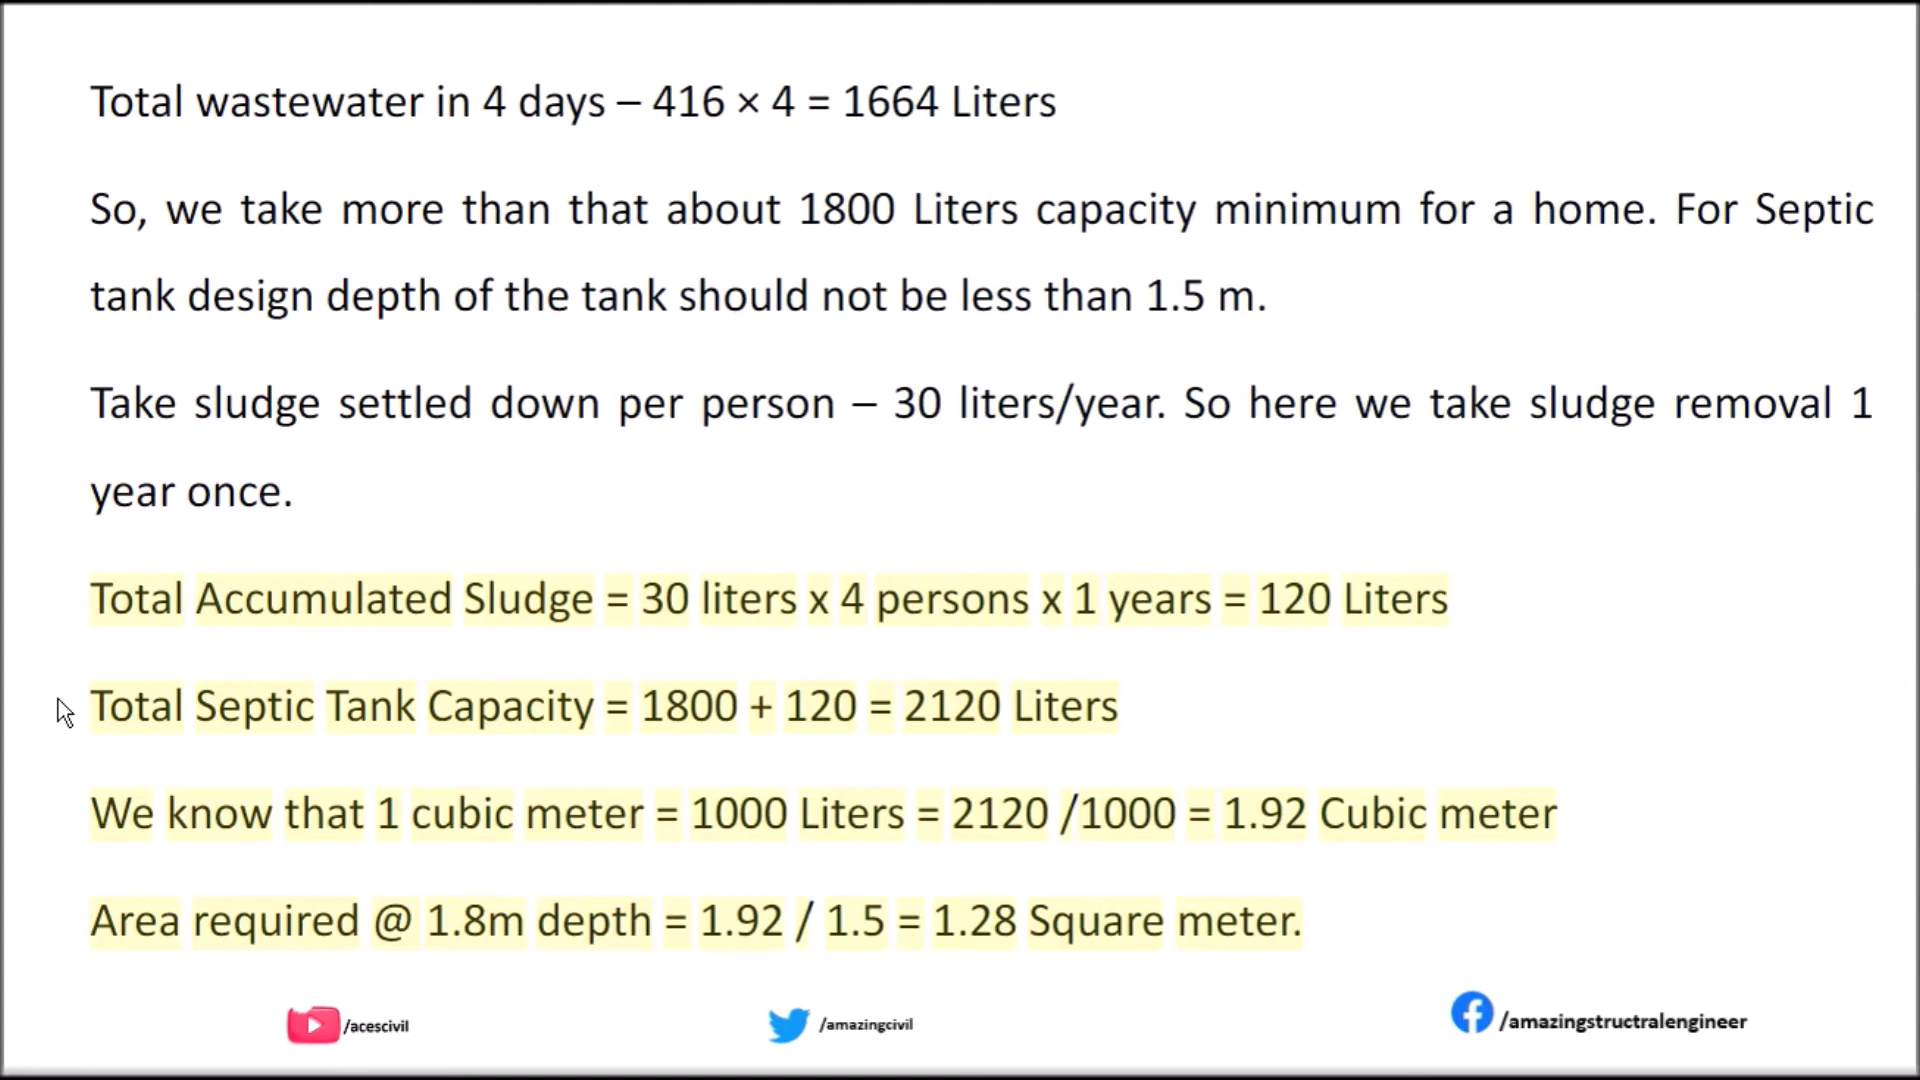 Total wastewater in 4 days – 416 × 4 = 1664 Liters
So, we take more than that about 1800 Liters capacity minimum for a home. For Septic
tank design depth of the tank should not be less than 1.5 m.
Take sludge settled down per person – 30 liters/year. So here we take sludge removal 1
year once.
Total Accumulated Sludge = 30 liters x 4 persons x 1 years = 120 Liters
Total Septic Tank Capacity = 1800 + 120 = 2120 Liters
We know that 1 cubic meter = 1000 Liters = 2120 /1000 = 1.92 Cubic meter
Area required @ 1.8m depth = 1.92 / 1.5 = 1.28 Square meter.
/acescivil
/amazingcivil
/amazingstructralengineer